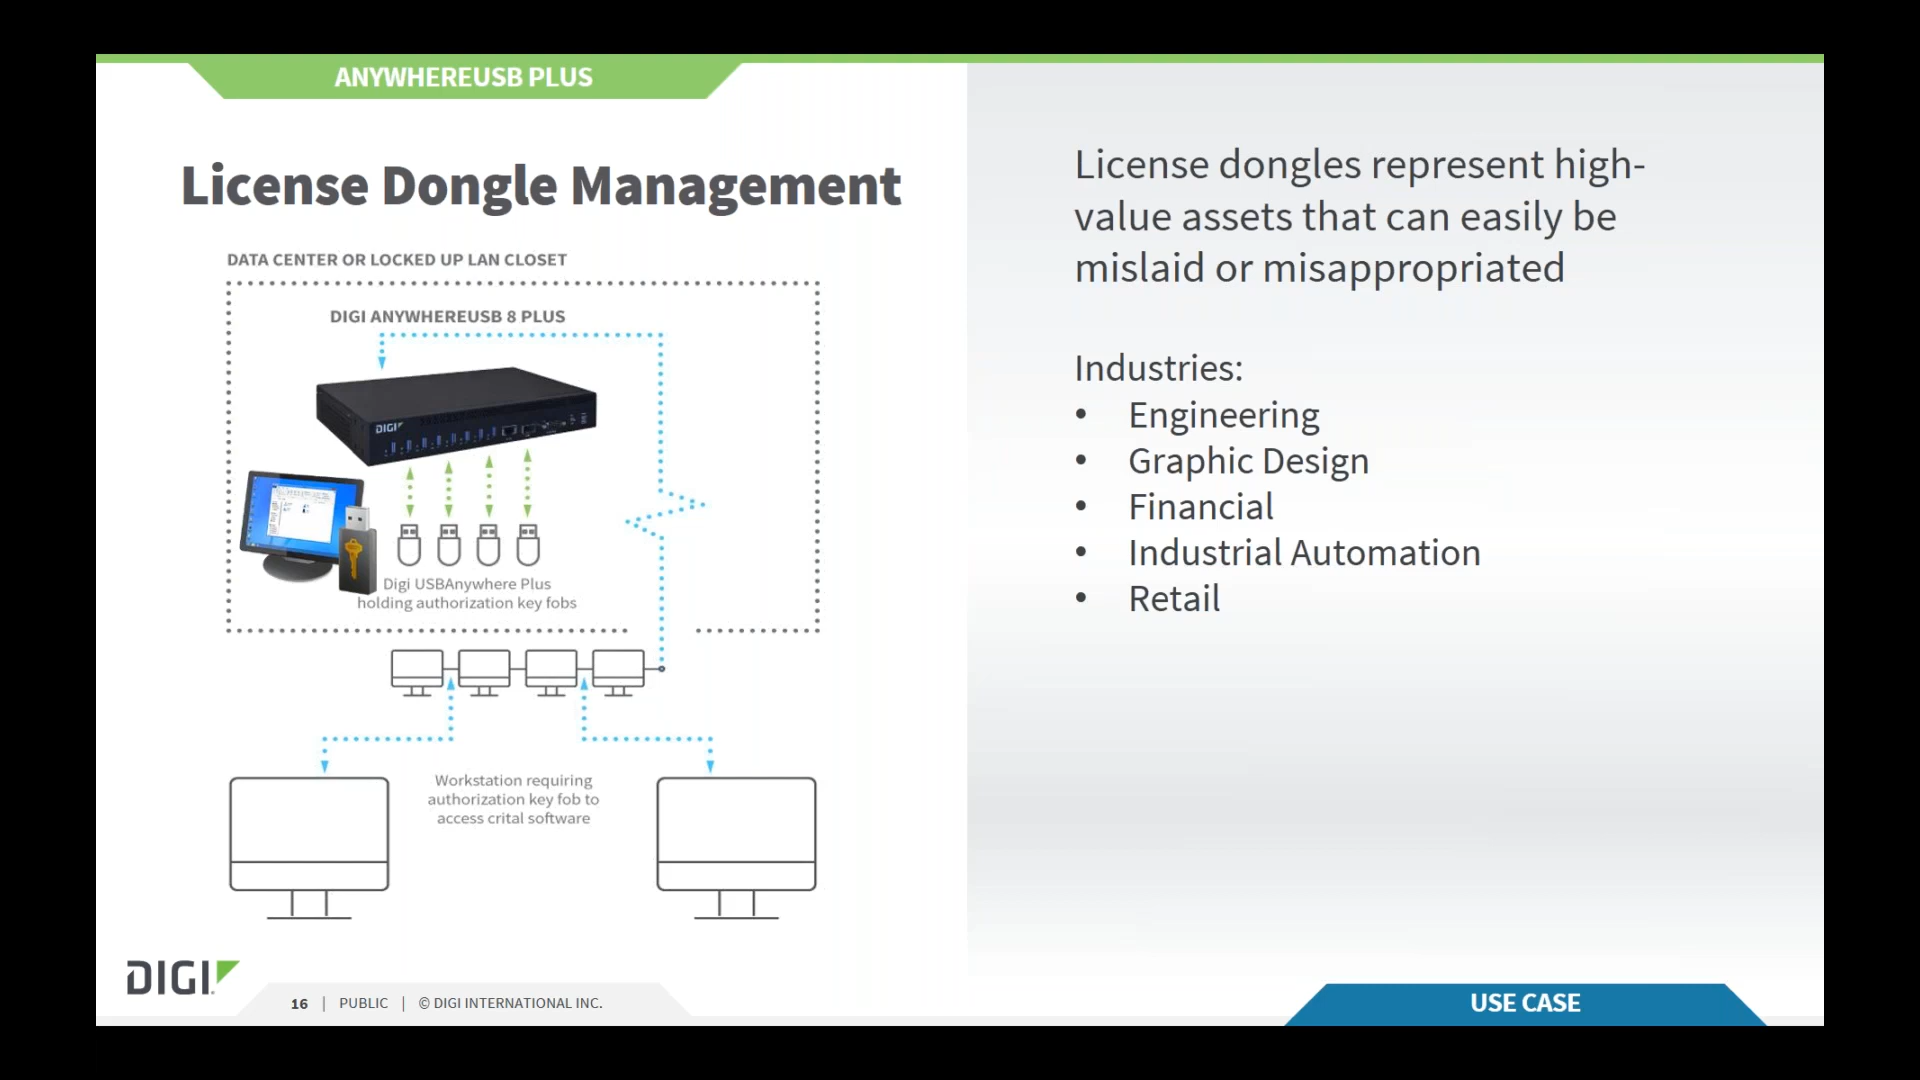 ANYWHEREUSB PLUS
License Dongle Management
DATA CENTER OR LOCKED UP LAN CLOSET
DIGI ANYWHEREUSB 8 PLUS
DIGI
Digi USBAnywhere Plus
holding authorization key fobs
Workstation requiring
authorization key fob to
access crital software
License dongles represent high-
value assets that can easily be
mislaid or misappropriated
Industries:
• Engineering
• Graphic Design
• Financial
• Industrial Automation
• Retail
DIGI
16 | PUBLIC | © DIGI INTERNATIONAL INC.
USE CASE